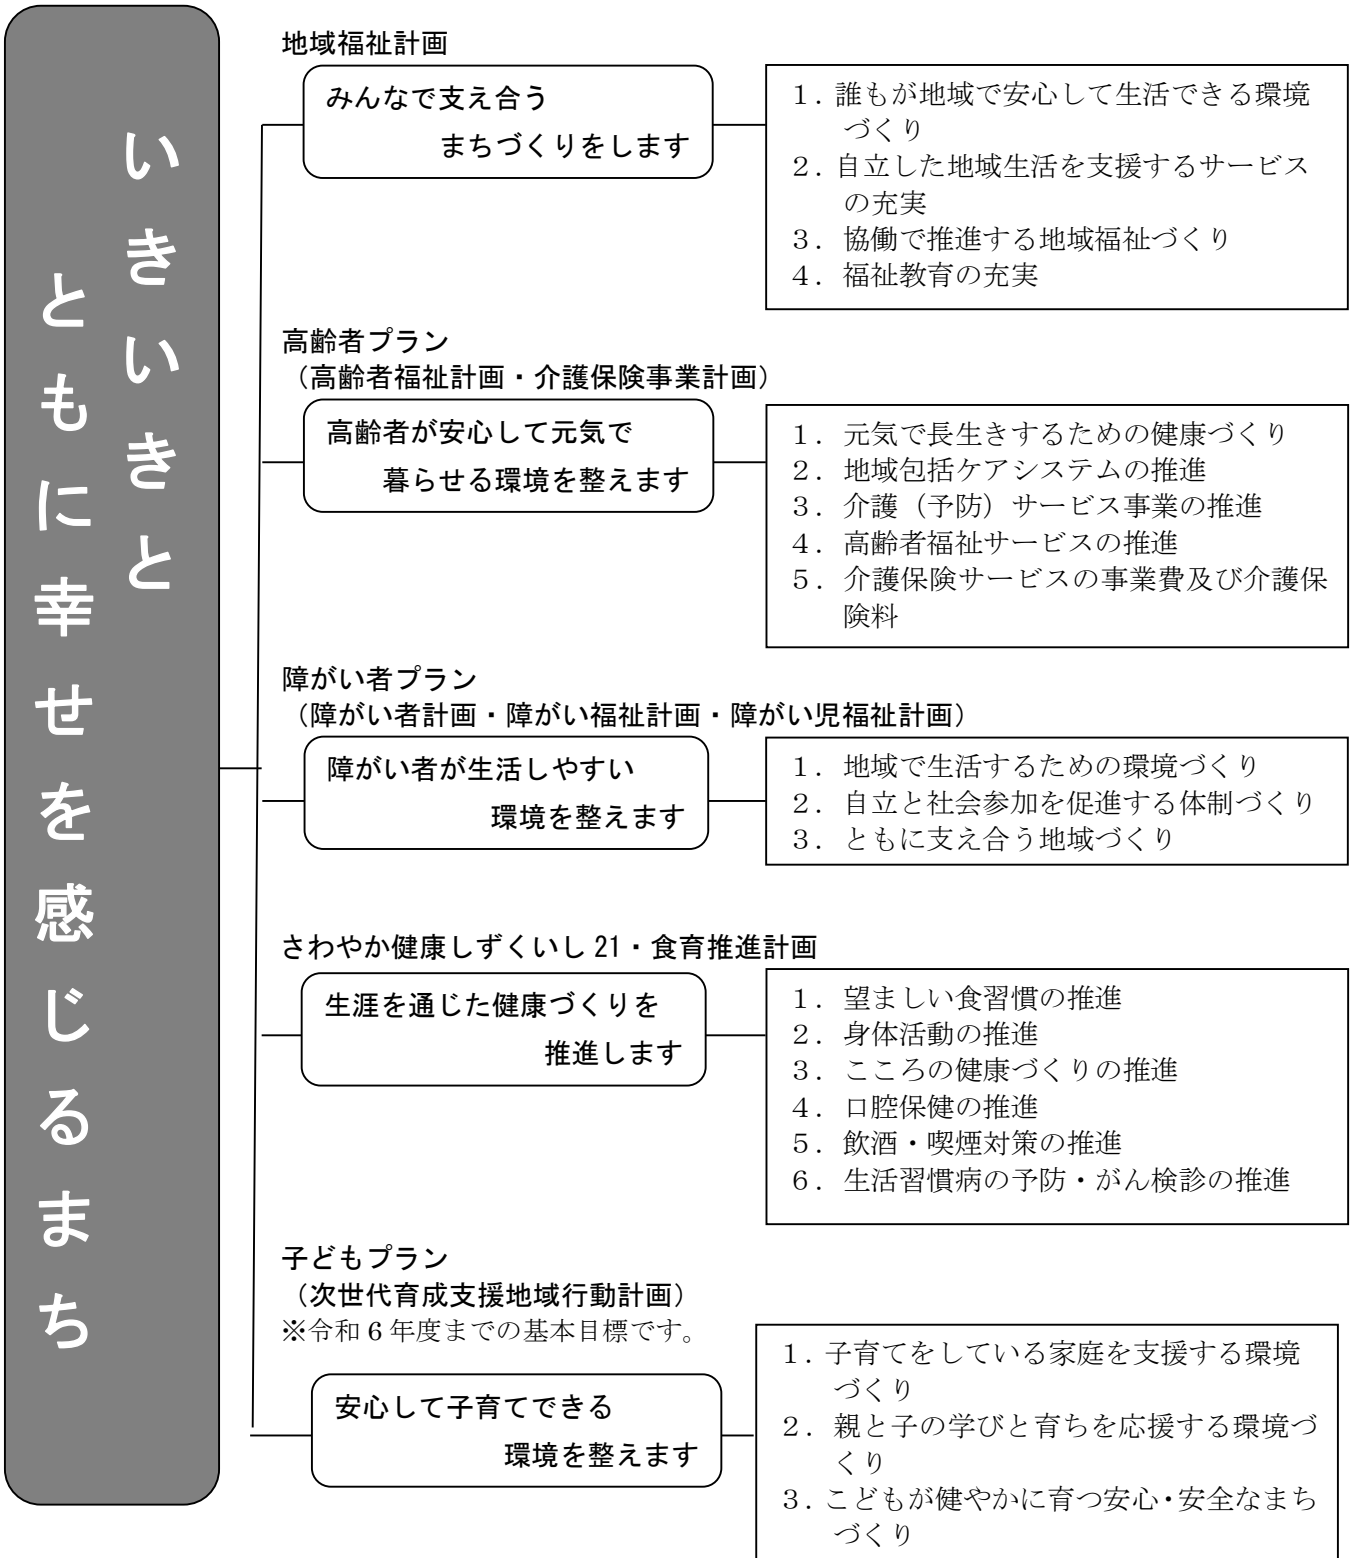 いきいきと
ともに幸せを感じるまち
地域福祉計画
みんなで支え合う
まちづくりをします
１．誰もが地域で安心して生活できる環境
づくり
２．自立した地域生活を支援するサービス
の充実
３．協働で推進する地域福祉づくり
４．福祉教育の充実
高齢者プラン
（高齢者福祉計画・介護保険事業計画）
高齢者が安心して元気で
暮らせる環境を整えます
１．元気で長生きするための健康づくり
２．地域包括ケアシステムの推進
３．介護（予防）サービス事業の推進
４．高齢者福祉サービスの推進
５．介護保険サービスの事業費及び介護保
険料
障がい者プラン
（障がい者計画・障がい福祉計画・障がい児福祉計画）
障がい者が生活しやすい
環境を整えます
１．地域で生活するための環境づくり
２．自立と社会参加を促進する体制づくり
３．ともに支え合う地域づくり
さわやか健康しずくいし 21・食育推進計画
生涯を通じた健康づくりを
推進します
１．望ましい食習慣の推進
２．身体活動の推進
３．こころの健康づくりの推進
４．口腔保健の推進
５．飲酒・喫煙対策の推進
６．生活習慣病の予防・がん検診の推進
子どもプラン
（次世代育成支援地域行動計画）
※令和 6 年度までの基本目標です。
安心して子育てできる
環境を整えます
１．子育てをしている家庭を支援する環境
づくり
２．親と子の学びと育ちを応援する環境づ
くり
３．こどもが健やかに育つ安心・安全なまち
づくり